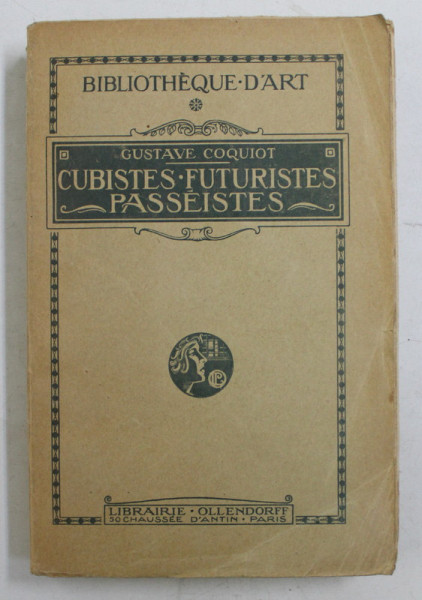 BIBLIOTHÈQUE·D'ART
GUSTAVE COQUIOT
CUBISTES·FUTURISTES
PASSÉISTES
LIBRAIRIE · OLLENDORFF
50 CHAUSSÉE D'ANTIN · PARIS